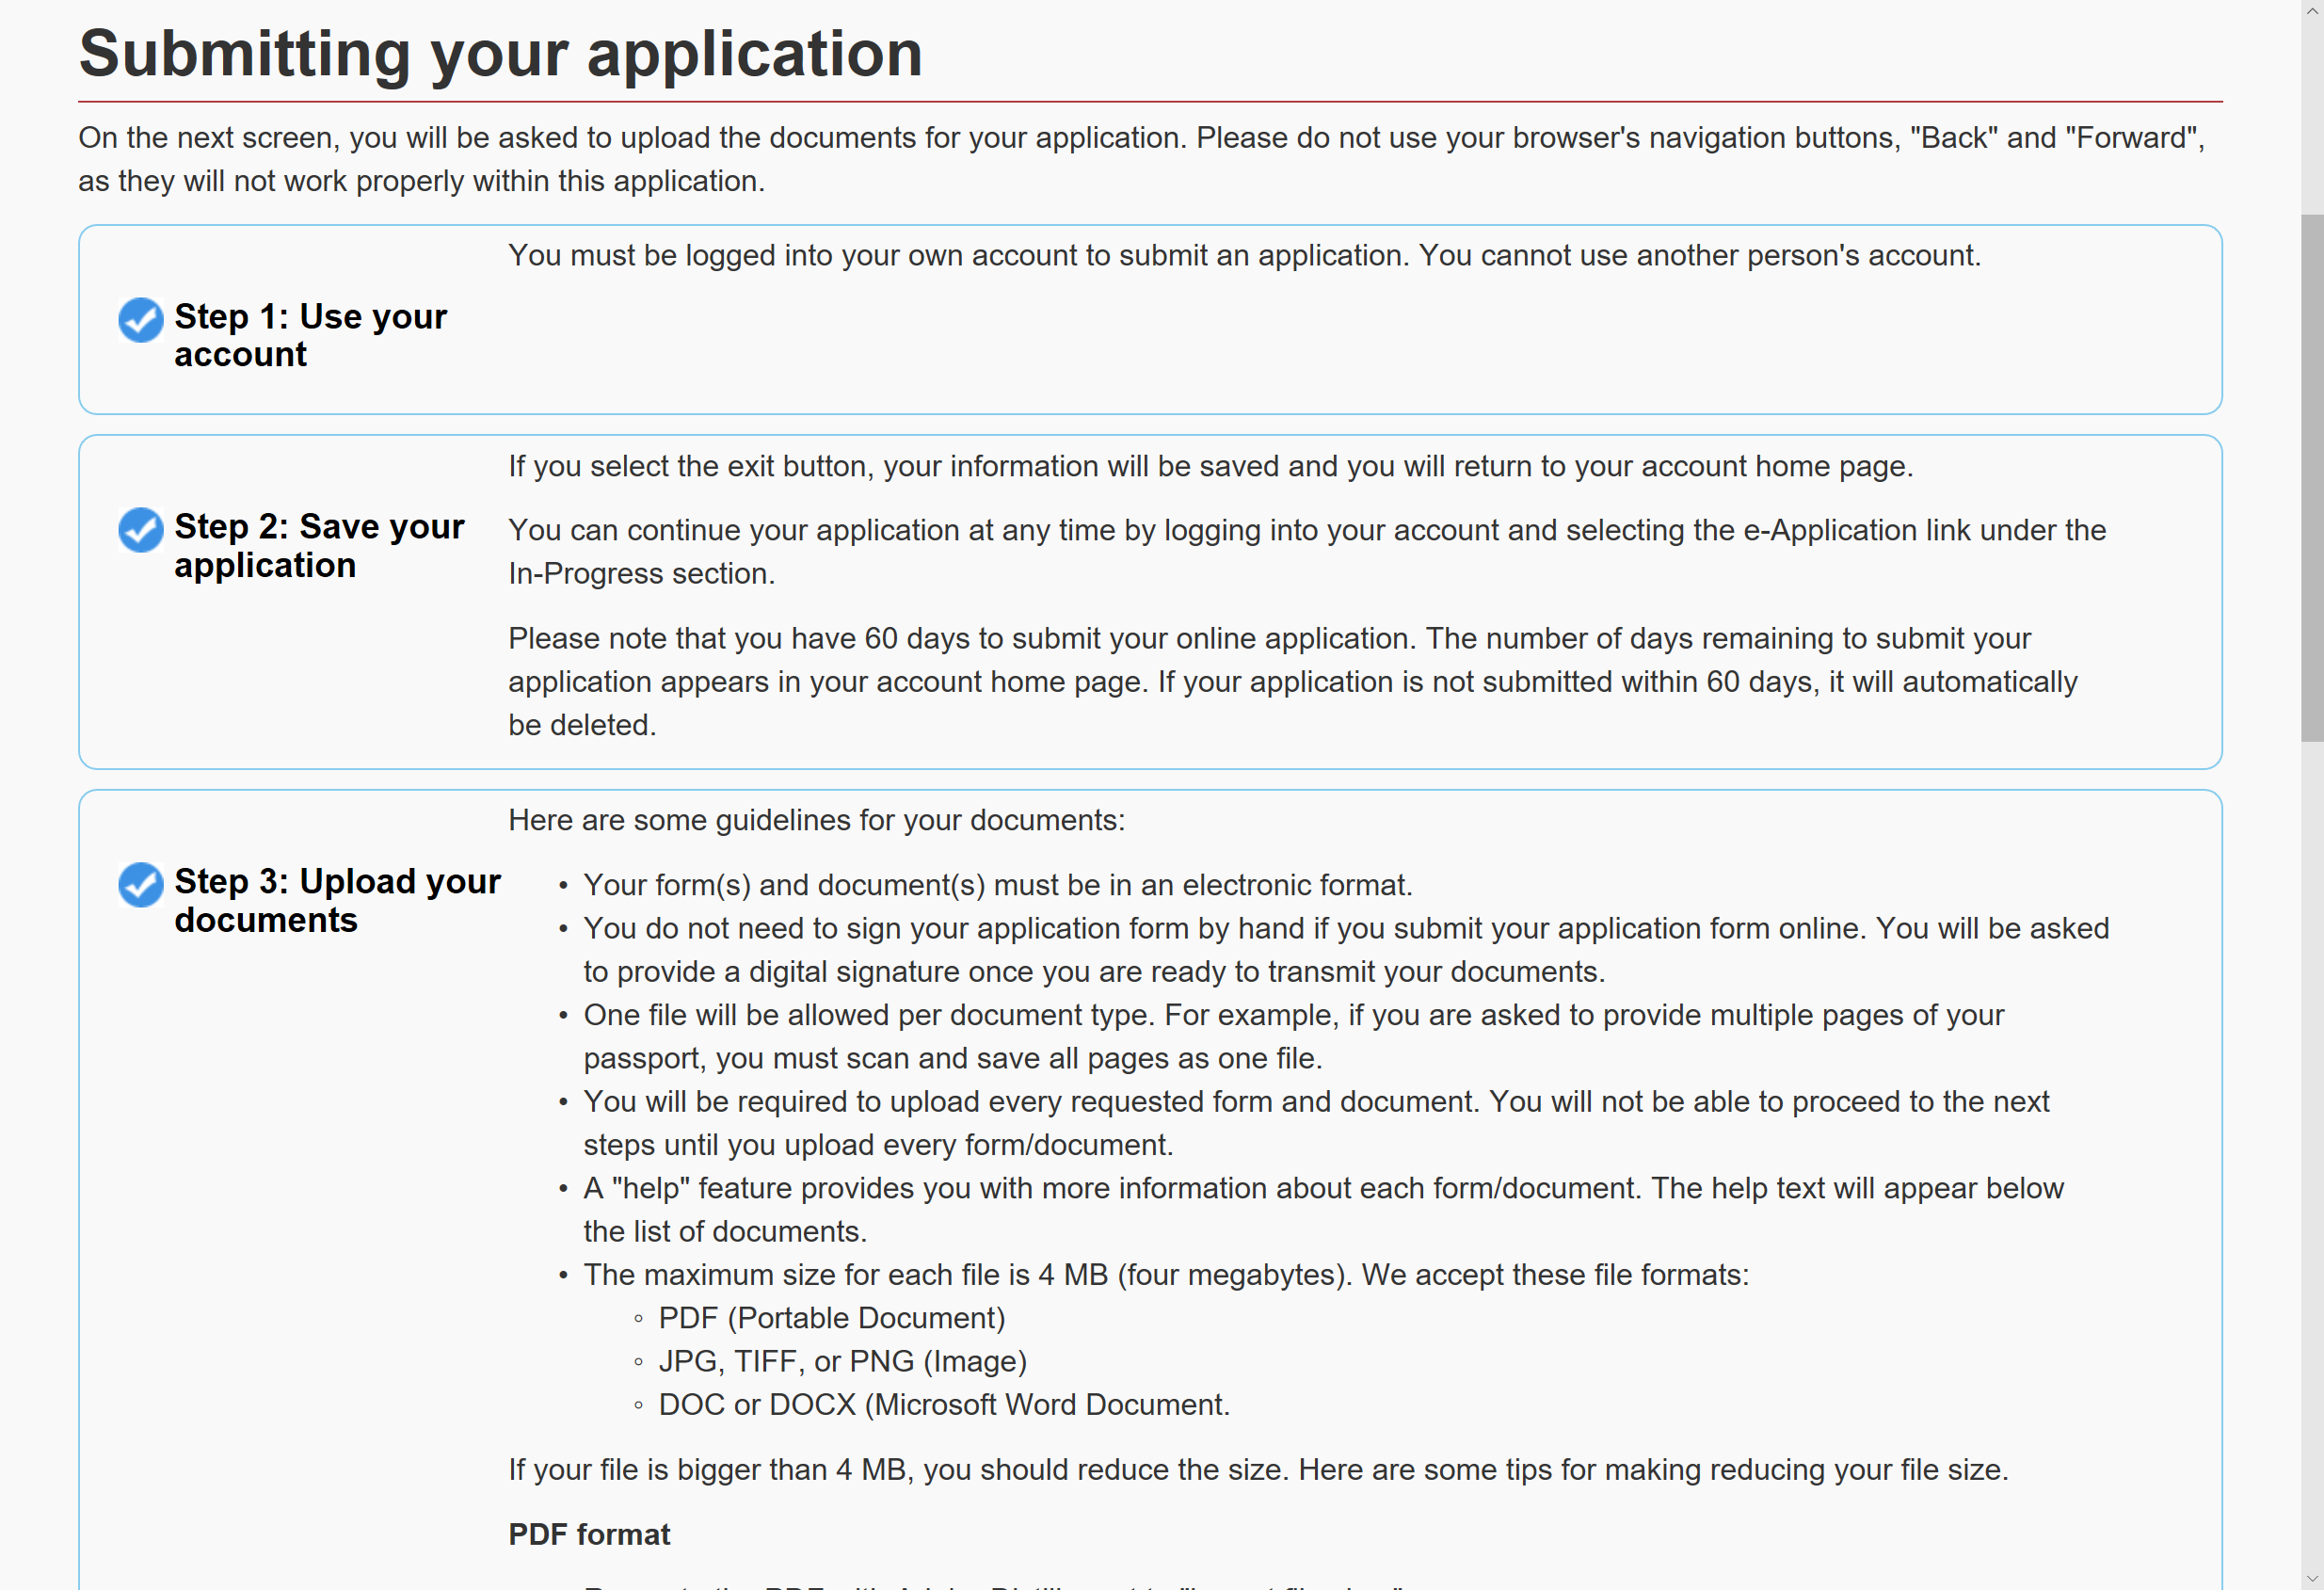 Submitting your application
On the next screen, you will be asked to upload the documents for your application. Please do not use your browser's navigation buttons, "Back" and "Forward",
as they will not work properly within this application.
Step 1: Use your
account
You must be logged into your own account to submit an application. You cannot use another person's account.
Step 2: Save your
application
If you select the exit button, your information will be saved and you will return to your account home page.
You can continue your application at any time by logging into your account and selecting the e-Application link under the
In-Progress section.
Please note that you have 60 days to submit your online application. The number of days remaining to submit your
application appears in your account home page. If your application is not submitted within 60 days, it will automatically
be deleted.
Step 3: Upload your
documents
Here are some guidelines for your documents:
• Your form(s) and document(s) must be in an electronic format.
• You do not need to sign your application form by hand if you submit your application form online. You will be asked
to provide a digital signature once you are ready to transmit your documents.
• One file will be allowed per document type. For example, if you are asked to provide multiple pages of your
passport, you must scan and save all pages as one file.
• You will be required to upload every requested form and document. You will not be able to proceed to the next
steps until you upload every form/document.
• A "help" feature provides you with more information about each form/document. The help text will appear below
the list of documents.
• The maximum size for each file is 4 MB (four megabytes). We accept these file formats:
◦ PDF (Portable Document)
◦ JPG, TIFF, or PNG (Image)
◦ DOC or DOCX (Microsoft Word Document.
If your file is bigger than 4 MB, you should reduce the size. Here are some tips for making reducing your file size.
PDF format